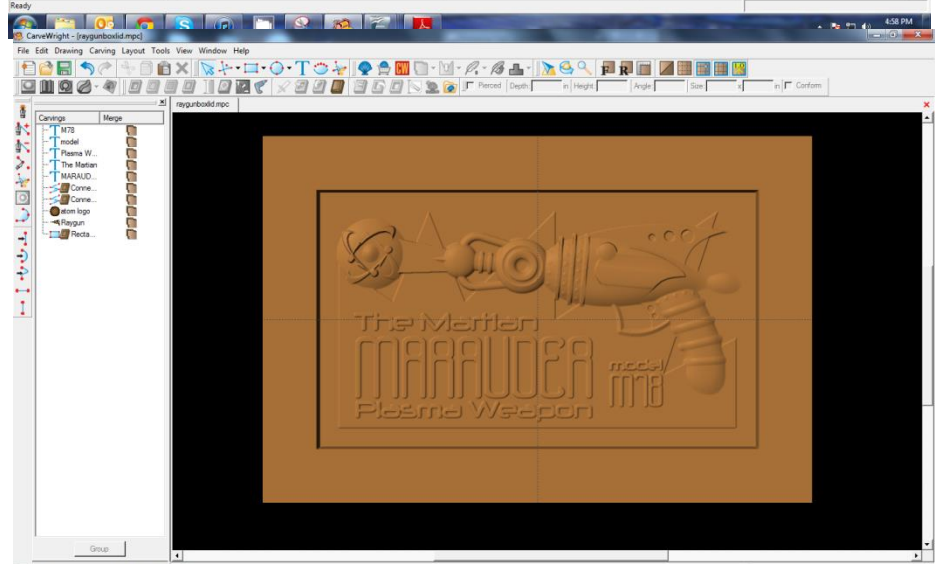 Ready
4:58 PM
CarveWright - [raygunboxlid.mpc]
File Edit Drawing Carving Layout Tools View Window Help
Pierced Depth in Height Angle Size x in Conform
raygunboxlid.mpc
Carvings Merge
M78
model
Plasma W...
The Martian
MARAUD...
Conne...
Conne...
atom logo
Raygun
Recta...
The Martian
MARAUDER
model
M78
Plasma Weapon
Group